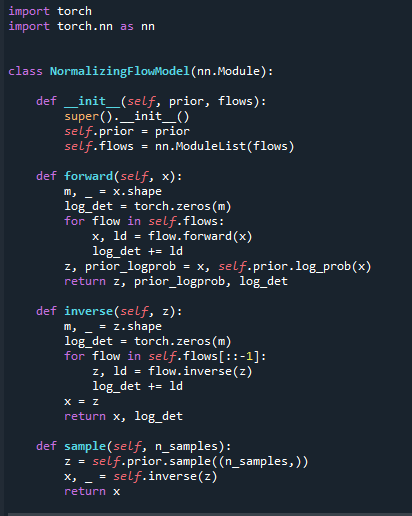 import torch
import torch.nn as nn
class NormalizingFlowModel(nn.Module):
    def __init__(self, prior, flows):
        super().__init__()
        self.prior = prior
        self.flows = nn.ModuleList(flows)
    def forward(self, x):
        m, _ = x.shape
        log_det = torch.zeros(m)
        for flow in self.flows:
            x, ld = flow.forward(x)
            log_det += ld
        z, prior_logprob = x, self.prior.log_prob(x)
        return z, prior_logprob, log_det
    def inverse(self, z):
        m, _ = z.shape
        log_det = torch.zeros(m)
        for flow in self.flows[::-1]:
            z, ld = flow.inverse(z)
            log_det += ld
        x = z
        return x, log_det
    def sample(self, n_samples):
        z = self.prior.sample((n_samples,))
        x, _ = self.inverse(z)
        return x